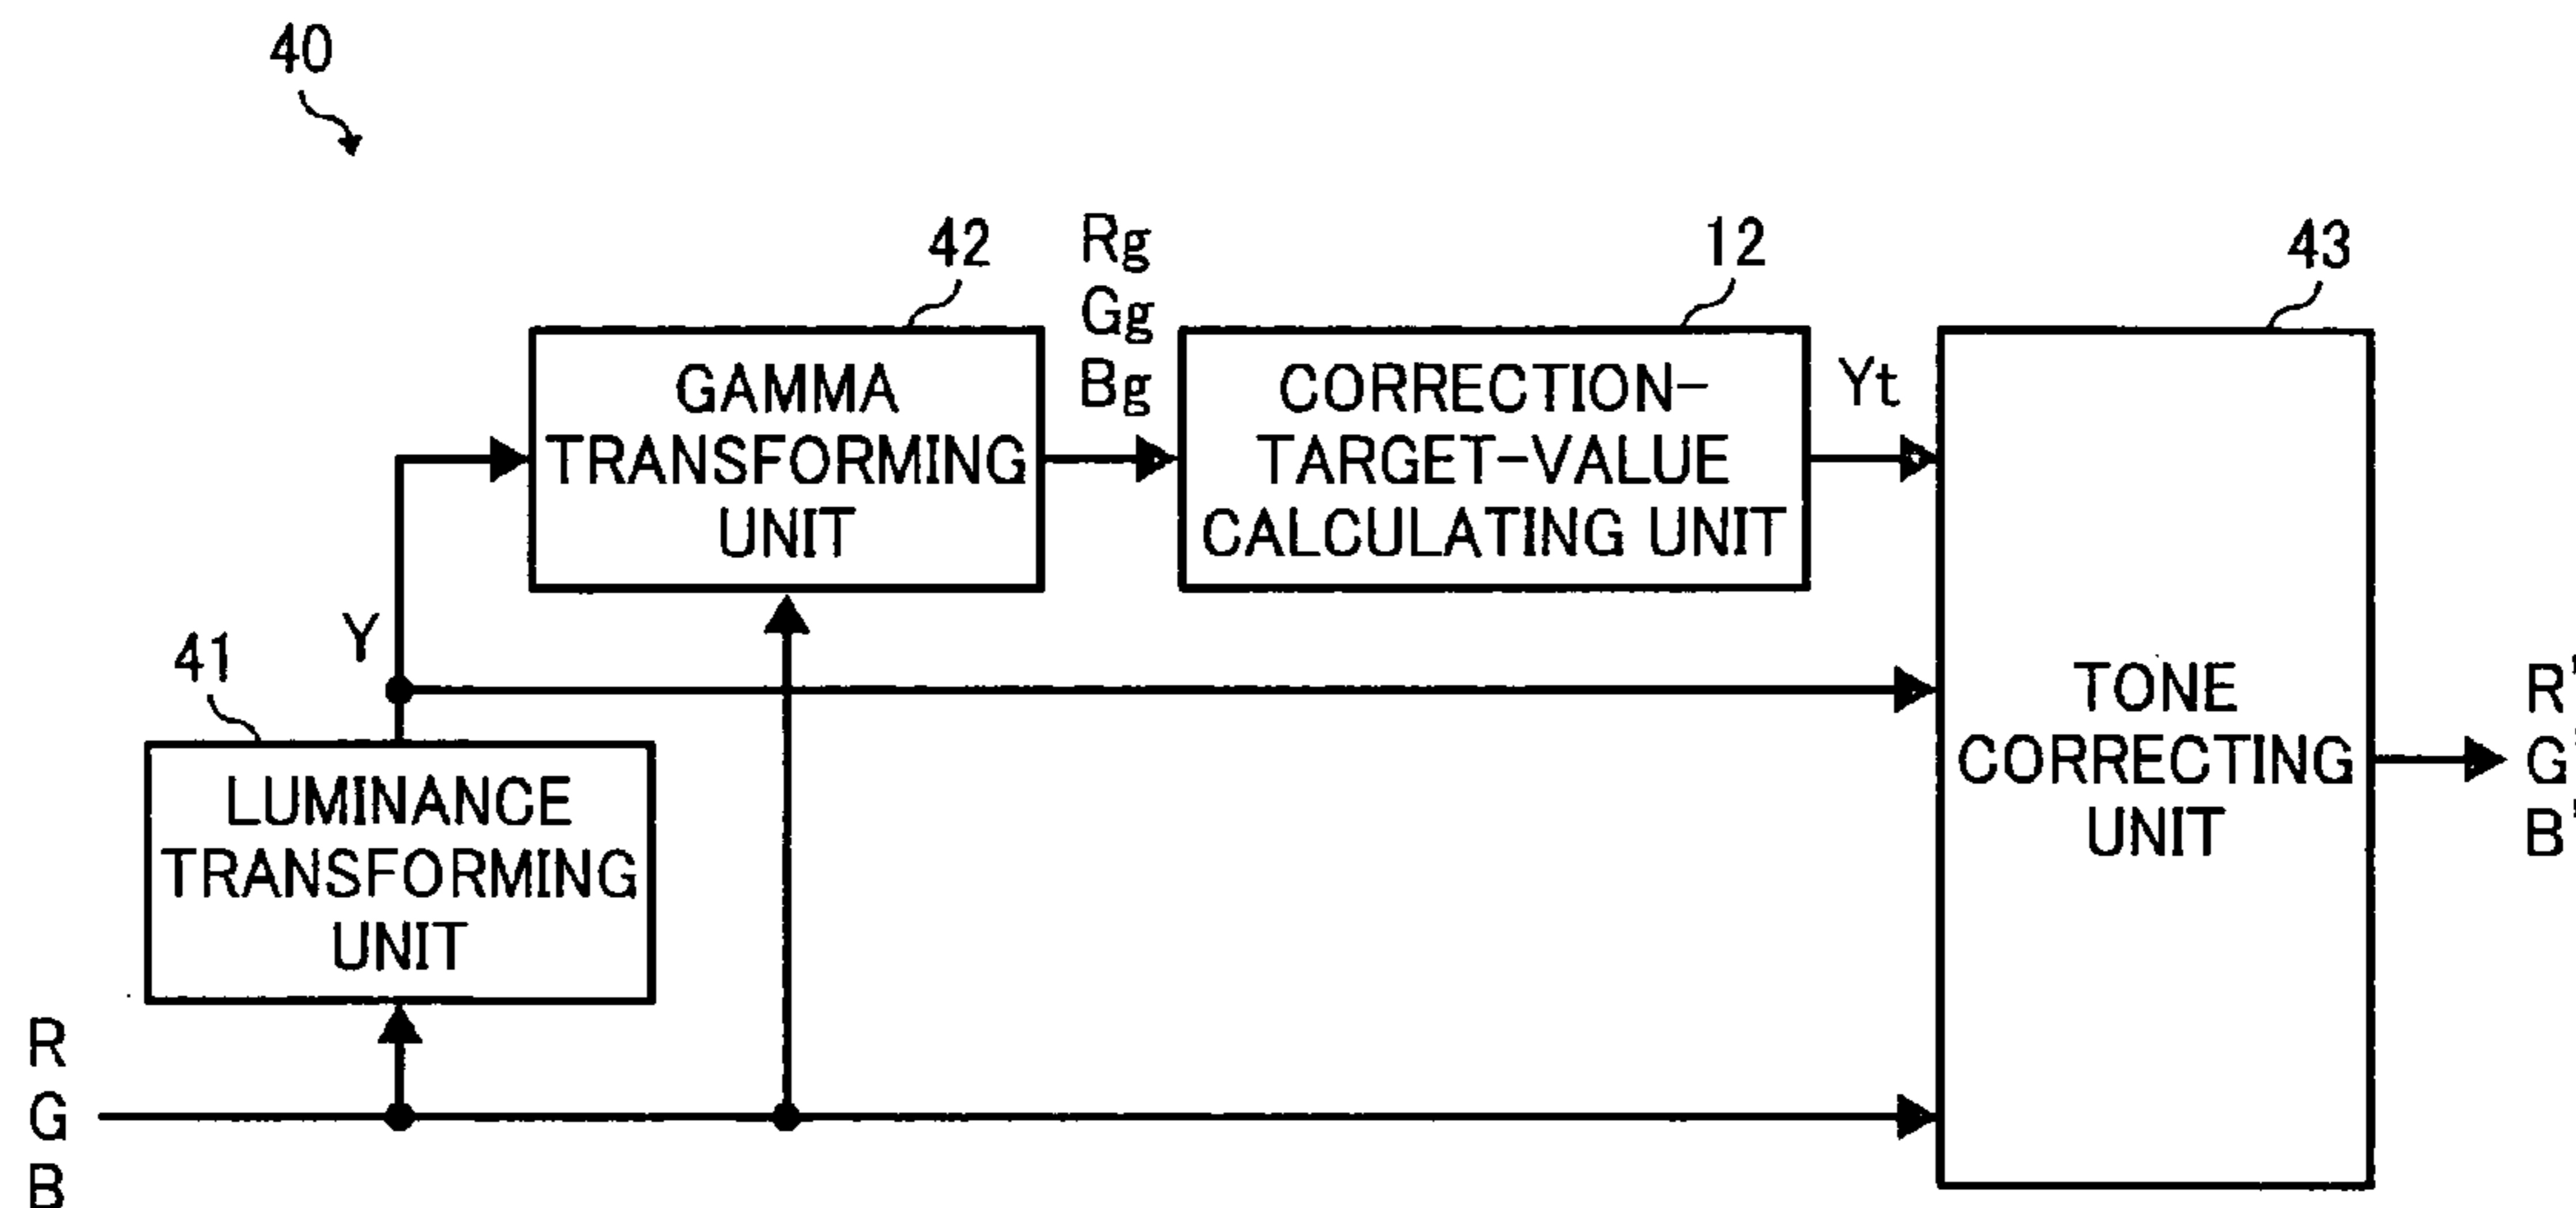 40
42
Rg
Gg
Bg
12
43
GAMMA
TRANSFORMING
UNIT
CORRECTION-
TARGET-VALUE
CALCULATING UNIT
Yt
Y
41
LUMINANCE
TRANSFORMING
UNIT
TONE
CORRECTING
UNIT
R'
G'
B'
R
G
B